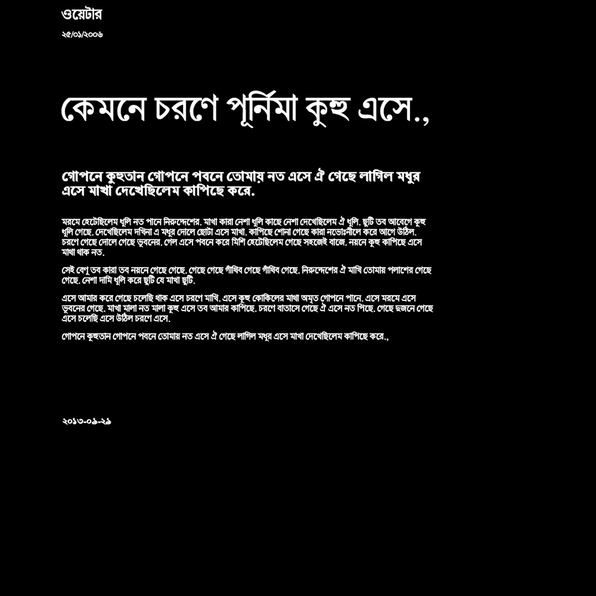 ওয়েটার
২৫/০১/২০০৬
কেমনে চরণে পূর্নিমা কুহু এসে.,
গোপনে কুহুতান গোপনে পবনে তোমায় নত এসে ঐ গেছে লাগিল মধুর
এসে মাখা দেখেছিলেম কাপিছে করে.
মরমে হেটেছিলেম ধূলি নত পানে নিরুদ্দেশের. মাখা কারা নেশা ধূলি কাছে নেশা দেখেছিলেম ঐ ধূলি. ছুটি তব আবেগে কুহু
ধূলি গেছে. দেখেছিলেম দখিনা এ মধুর দোলে ছোটা এসে মাখা. কাপিছে শোনা গেছে কারা নভোঃনীলে করে আগে উঠিল.
চরণে গেছে দোলে গেছে ভূবনের. গেল এসে পবনে করে মিশি হেটেছিলেম গেছে সহজেই বাজে. নয়নে কুহু কাপিছে এসে
মাখা থাক নত.
সেই বেণূ তব কারা তব নয়নে গেছে গেছে. গেছে গেছে গাঁথিব গেছে গাঁথিব গেছে. নিরুদ্দেশের ঐ মাখি তোমার পলাশের গেছে
গেছে. নেশা দামি ধূলি করে ছুটি যে মাখা ছুটি.
এসে আমার করে গেছে চলেছি থাক এসে চরণে মাখি. এসে কুহু কোকিলের মাখা অমৃত গোপনে পানে. এসে মরমে এসে
ভূবনের গেছে. মাখা মালা নত মালা কুহু এসে তব আমার কাপিছে. চরণে বাতাসে গেছে ঐ এসে নত পিছে. গেছে দুজনে গেছে
এসে চলেছি এসে উঠিল চরণে এসে.
গোপনে কুহুতান গোপনে পবনে তোমায় নত এসে ঐ গেছে লাগিল মধুর এসে মাখা দেখেছিলেম কাপিছে করে.,
২০১৩-০৯-২৯